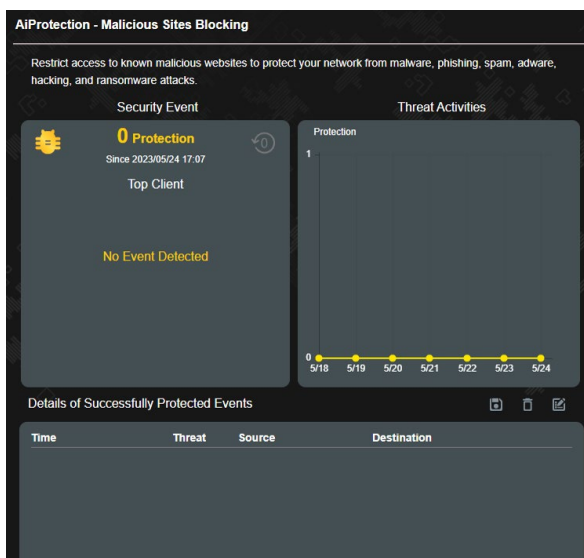 AiProtection - Malicious Sites Blocking
Restrict access to known malicious websites to protect your network from malware, phishing, spam, adware,
hacking, and ransomware attacks.
Security Event
Threat Activities
0 Protection
Since 2023/05/24 17:07
0
Top Client
No Event Detected
Protection
1
0
5/18 5/19 5/20 5/21 5/22 5/23 5/24
Details of Successfully Protected Events
Time Threat Source Destination